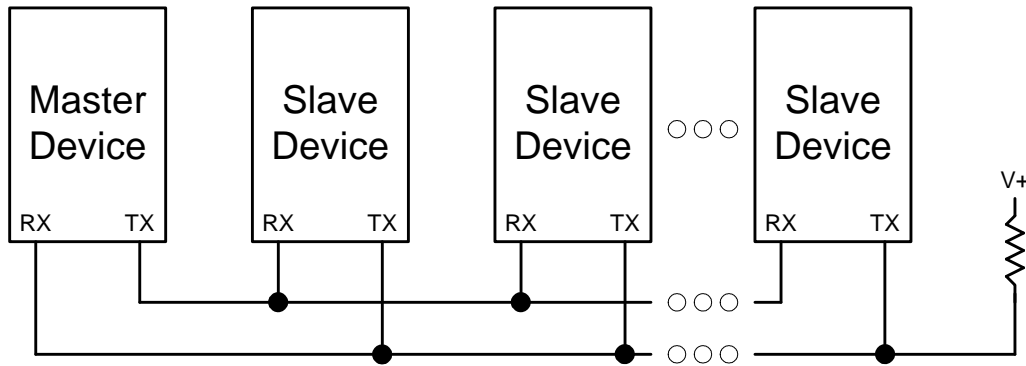 Master
Device
Slave
Device
Slave
Device
Slave
Device
V+
RX TX
RX TX
RX TX
RX TX